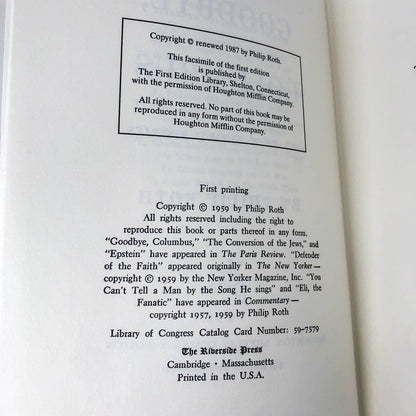 GOODBYE,
Copyright © renewed 1987 by Philip Roth.
This facsimile of the first edition
is published by
The First Edition Library, Shelton, Connecticut,
with the permission of Houghton Mifflin Company.
All rights reserved. No part of this book may be
reproduced in any form without the permission of
Houghton Mifflin Company.
First printing
Copyright © 1959 by Philip Roth
All rights reserved including the right to
reproduce this book or parts thereof in any form.
"Goodbye, Columbus," "The Conversion of the Jews," and
"Epstein" have appeared in The Paris Review. "Defender
of the Faith" appeared originally in The New Yorker—
copyright © 1959 by the New Yorker Magazine, Inc. "You
Can't Tell a Man by the Song He sings" and "Eli, the
Fanatic" have appeared in Commentary—
copyright 1957, 1959 by Philip Roth
Library of Congress Catalog Card Number: 59-7579
The Riverside Press
Cambridge · Massachusetts
Printed in the U.S.A.